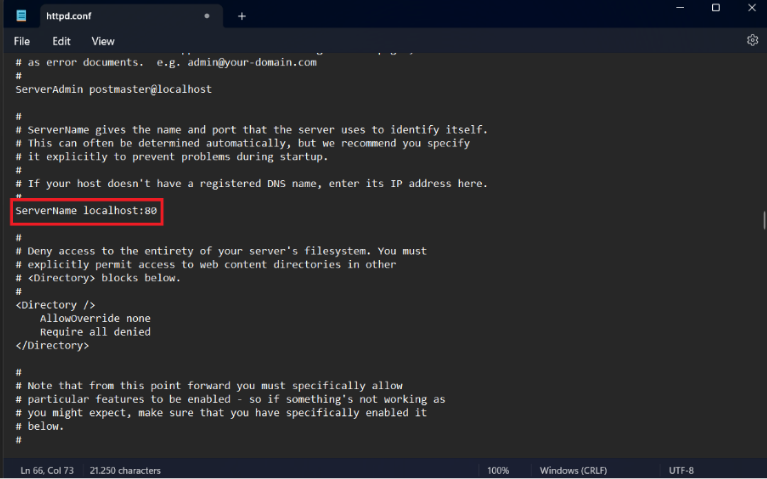 httpd.conf
File Edit View
# as error documents.  e.g. admin@your-domain.com
#
ServerAdmin postmaster@localhost
#
# ServerName gives the name and port that the server uses to identify itself.
# This can often be determined automatically, but we recommend you specify
# it explicitly to prevent problems during startup.
#
# If your host doesn't have a registered DNS name, enter its IP address here.
#
ServerName localhost:80
#
# Deny access to the entirety of your server's filesystem. You must
# explicitly permit access to web content directories in other
# <Directory> blocks below.
#
<Directory />
    AllowOverride none
    Require all denied
</Directory>
#
# Note that from this point forward you must specifically allow
# particular features to be enabled - so if something's not working as
# you might expect, make sure that you have specifically enabled it
# below.
#
Ln 66, Col 73 21.250 characters 100% Windows (CRLF) UTF-8